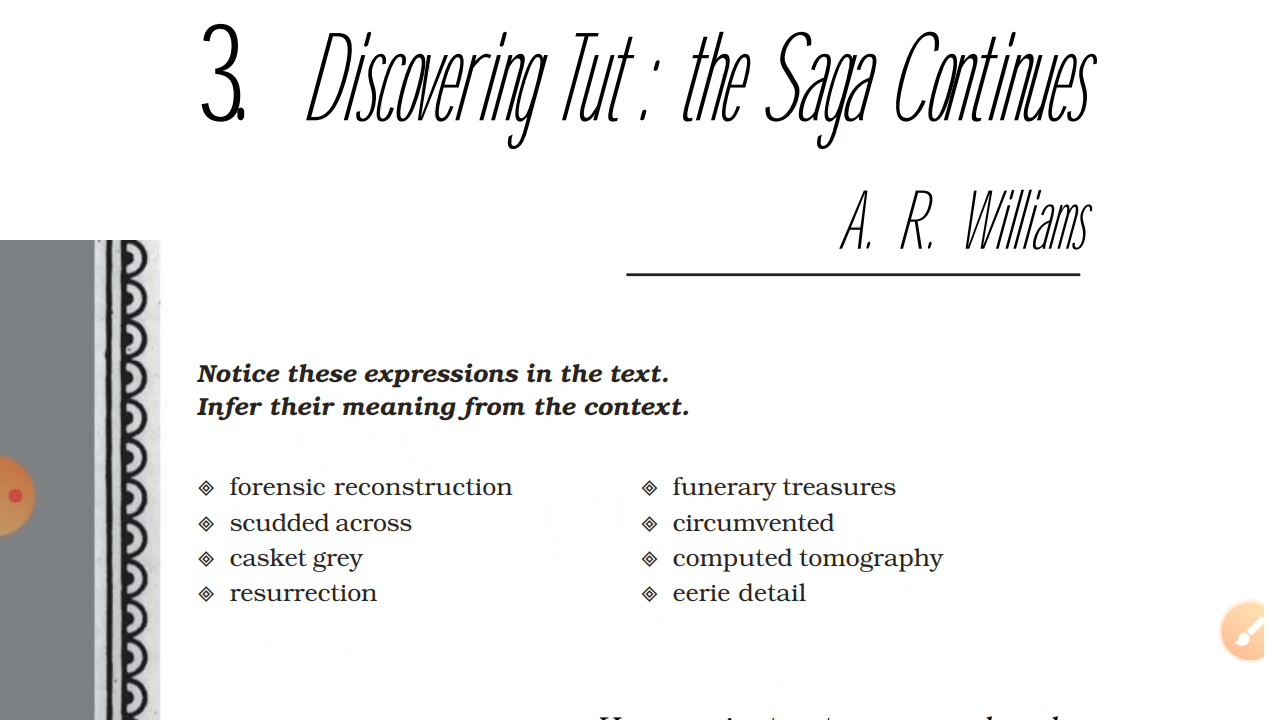 3. Discovering Tut : the Saga Continues
A. R. Williams
Notice these expressions in the text.
Infer their meaning from the context.
forensic reconstruction
scudded across
casket grey
resurrection
funerary treasures
circumvented
computed tomography
eerie detail